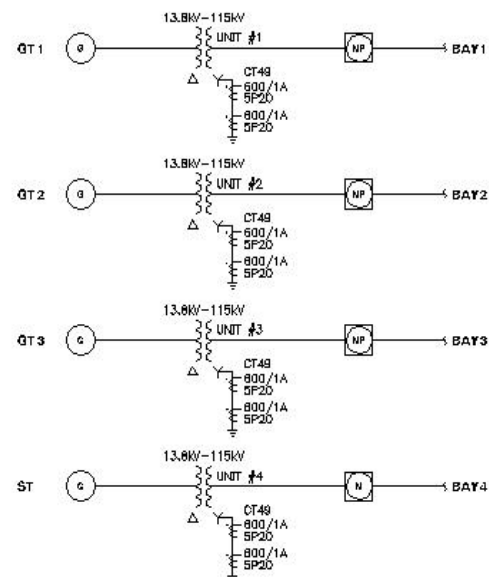 13.8kV-115kV
GT1 G UNIT #1 NP BAY1
CT49
600/1A
5P20
600/1A
5P20
13.8kV-115kV
GT2 G UNIT #2 NP BAY2
CT49
600/1A
5P20
600/1A
5P20
13.8kV-115kV
GT3 G UNIT #3 NP BAY3
CT49
600/1A
5P20
600/1A
5P20
13.8kV-115kV
ST G UNIT #4 N BAY4
CT49
600/1A
5P20
600/1A
5P20